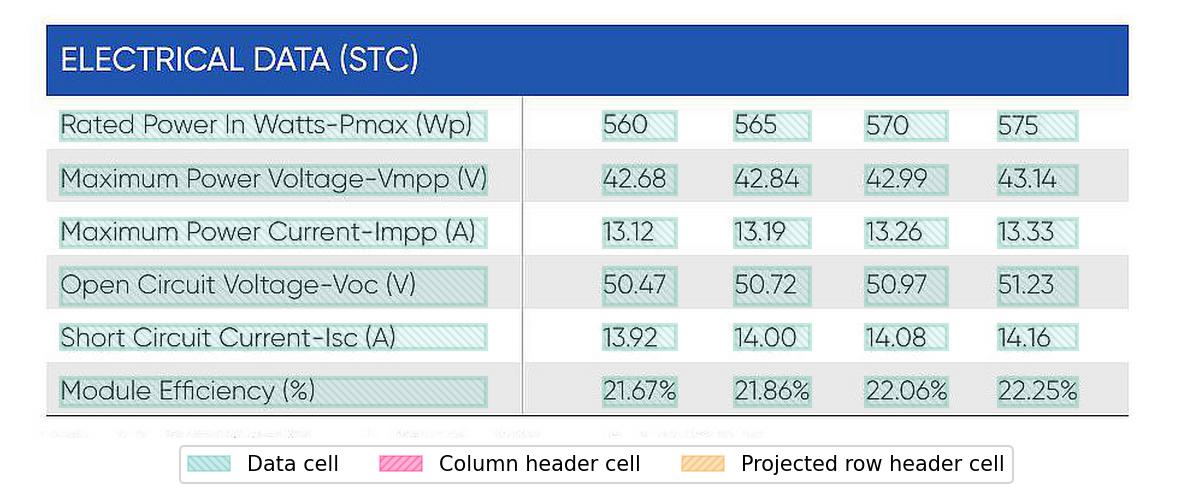 ELECTRICAL DATA (STC)
Rated Power In Watts-Pmax (Wp) 560 565 570 575
Maximum Power Voltage-Vmpp (V) 42.68 42.84 42.99 43.14
Maximum Power Current-Impp (A) 13.12 13.19 13.26 13.33
Open Circuit Voltage-Voc (V) 50.47 50.72 50.97 51.23
Short Circuit Current-Isc (A) 13.92 14.00 14.08 14.16
Module Efficiency (%) 21.67% 21.86% 22.06% 22.25%
Data cell Column header cell Projected row header cell